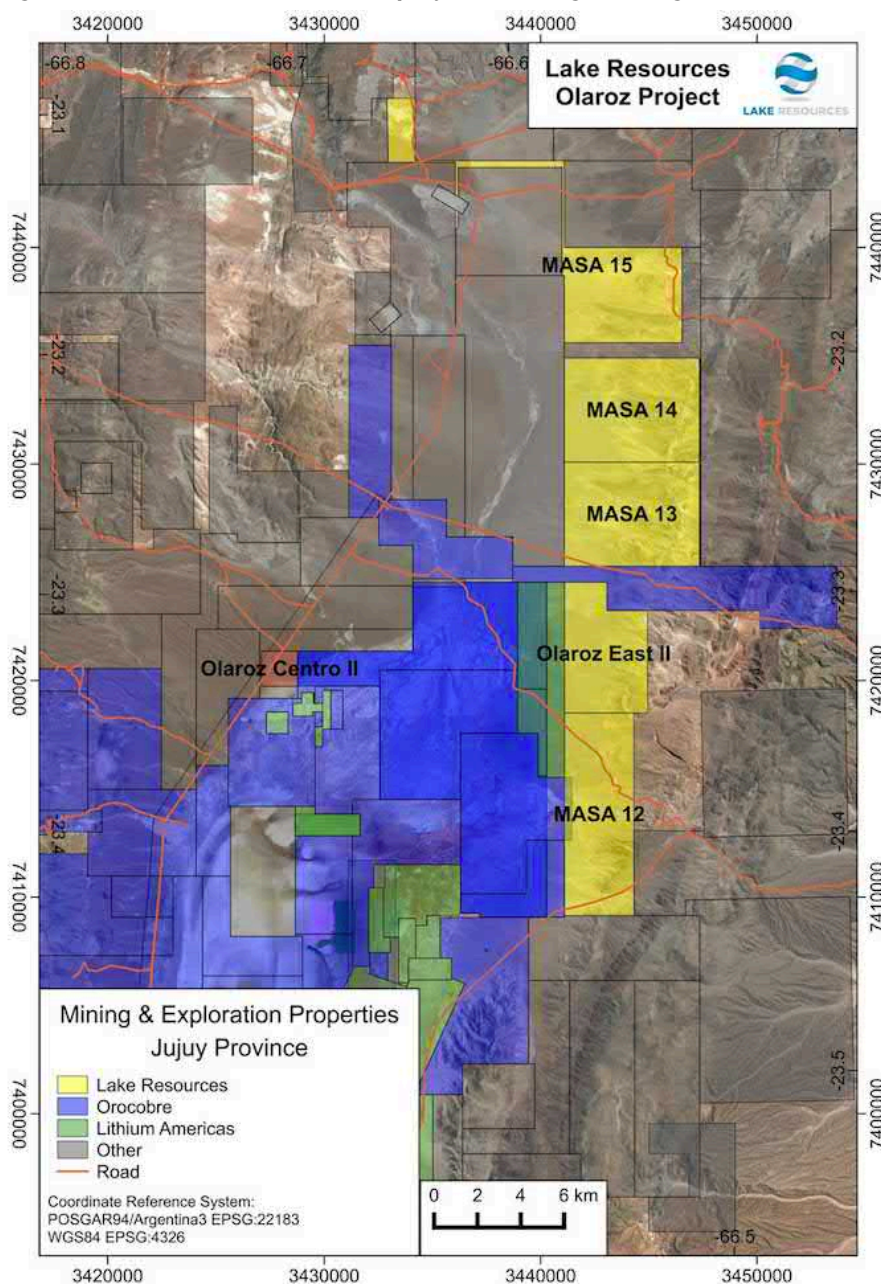 3420000
3430000
3440000
3450000
-66.8
-66.7
-66.6
Lake Resources
Olaroz Project
LAKE RESOURCES
-23.1
7440000
MASA 15
7440000
-23.2
-23.2
MASA 14
7430000
MASA 13
7430000
-23.3
-23.3
Olaroz Centro II
Olaroz East II
7420000
7420000
MASA 12
-23.4
-23.4
7410000
7410000
Mining & Exploration Properties
Jujuy Province
Lake Resources
Orocobre
Lithium Americas
Other
Road
Coordinate Reference System:
POSGAR94/Argentina3 EPSG:22183
WGS84 EPSG:4326
0 2 4 6 km
-23.5
7400000
7400000
-66.5
3420000
3430000
3440000
3450000